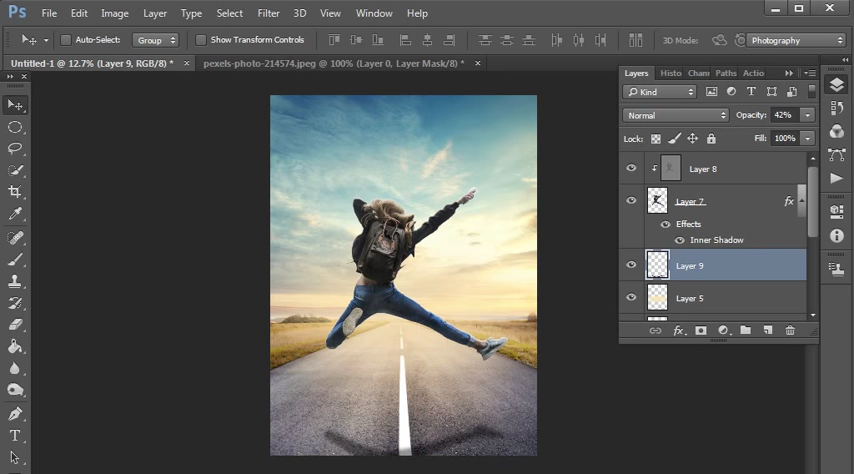 Ps File Edit Image Layer Type Select Filter 3D View Window Help
Auto-Select: Group Show Transform Controls 3D Mode: Photography
Untitled-1 @ 12.7% (Layer 9, RGB/8) * × pexels-photo-214574.jpeg @ 100% (Layer 0, Layer Mask/8) * ×
Layers Histo Chann Paths Actio
Kind
Normal Opacity: 42%
Lock: Fill: 100%
Layer 8
Layer 7 fx
Effects
Inner Shadow
Layer 9
Layer 5
fx
T